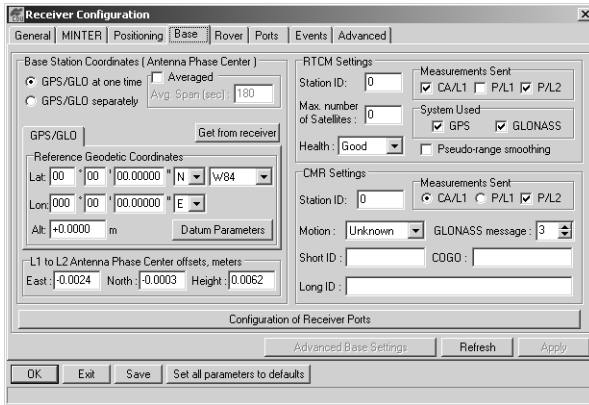 Receiver Configuration
General MINTER Positioning Base Rover Ports Events Advanced
Base Station Coordinates ( Antenna Phase Center )
GPS/GLO at one time
Averaged
GPS/GLO separately
Avg. Span (sec) : 180
GPS/GLO
Get from receiver
Reference Geodetic Coordinates
Lat: 00 ° 00 ' 00.00000 " N W84
Lon: 000 ° 00 ' 00.00000 " E
Alt: +0.0000 m
Datum Parameters
L1 to L2 Antenna Phase Center offsets, meters
East : -0.0024 North : -0.0003 Height : 0.0062
RTCM Settings
Station ID: 0
Measurements Sent
CA/L1 P/L1 P/L2
Max. number
of Satellites : 0
System Used
GPS GLONASS
Health : Good
Pseudo-range smoothing
CMR Settings
Station ID: 0
Measurements Sent
CA/L1 P/L1 P/L2
Motion : Unknown GLONASS message : 3
Short ID : COGO :
Long ID :
Configuration of Receiver Ports
Advanced Base Settings Refresh Apply
OK Exit Save Set all parameters to defaults